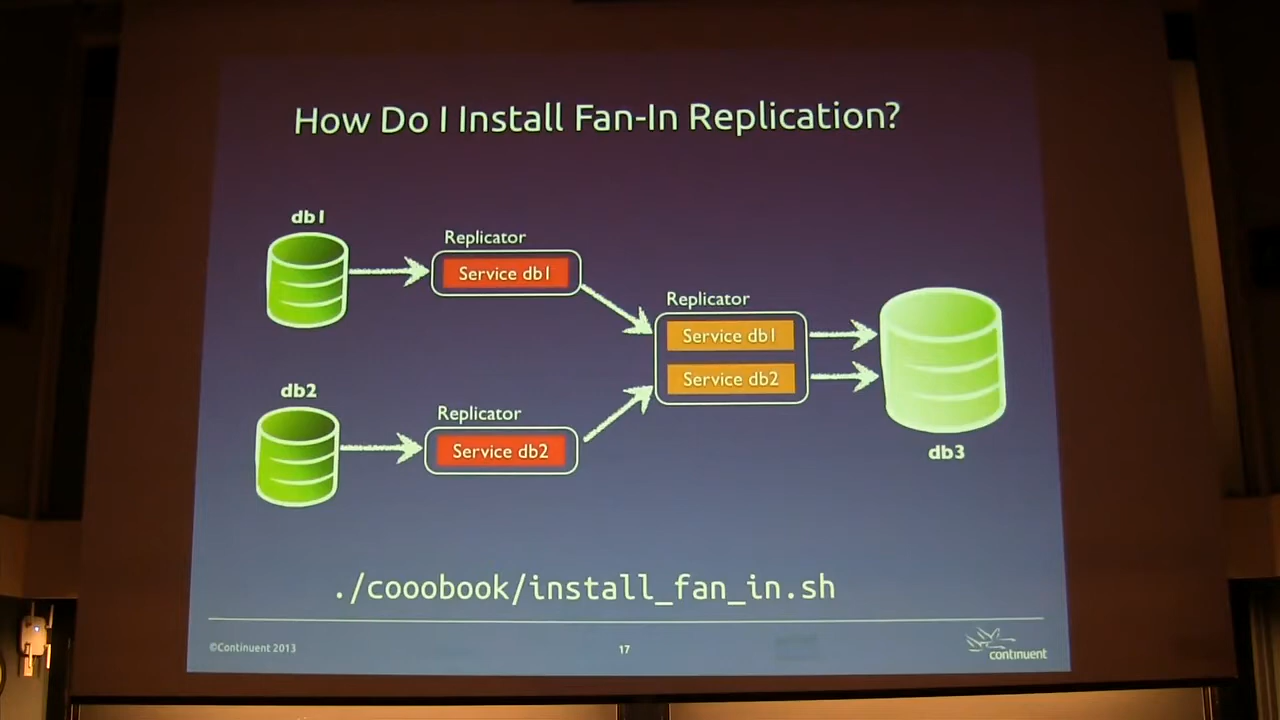 How Do I Install Fan-In Replication?
db1
Replicator
Service db1
Replicator
Service db1
Service db2
db2
Replicator
Service db2
db3
./cooobook/install_fan_in.sh
©Continuent 2013
17
continuent